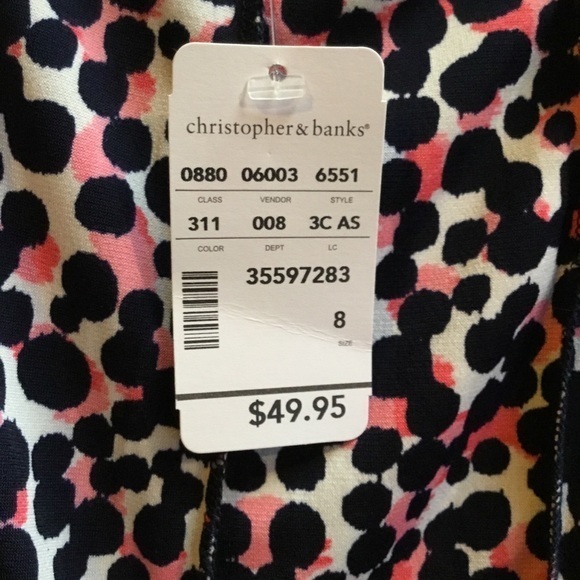 christopher & banks®
0880 06003 6551
CLASS VENDOR STYLE
311 008 3C AS
COLOR DEPT LC
35597283
8
SIZE
$49.95